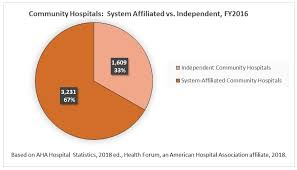 Community Hospitals: System Affiliated vs. Independent, FY2016
1,609
33%
3,231
67%
Independent Community Hospitals
System-Affiliated Community Hospitals
Based on AHA Hospital Statistics, 2018 ed., Health Forum, an American Hospital Association affiliate, 2018.